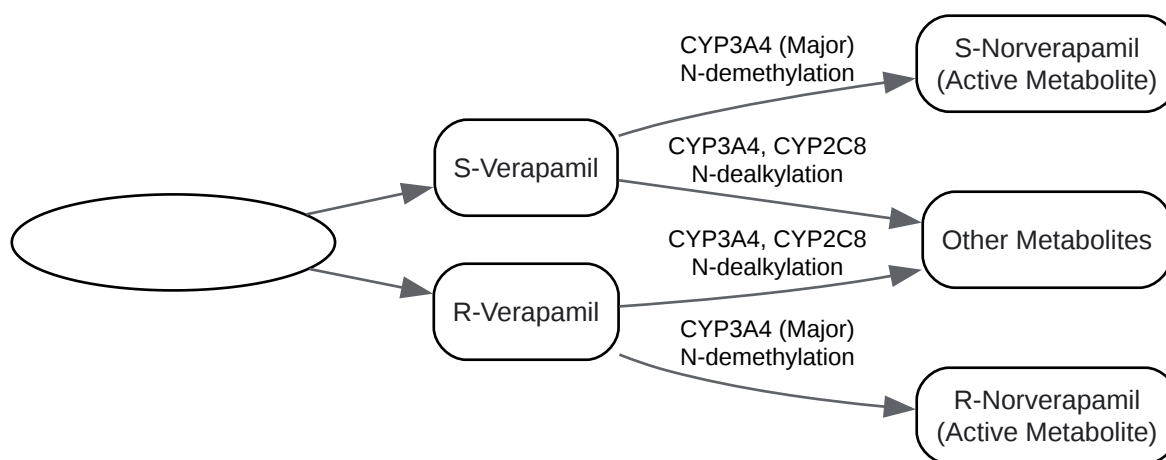 CYP3A4 (Major)
N-demethylation
S-Norverapamil
(Active Metabolite)
S-Verapamil
CYP3A4, CYP2C8
N-dealkylation
Other Metabolites
CYP3A4, CYP2C8
N-dealkylation
R-Verapamil
CYP3A4 (Major)
N-demethylation
R-Norverapamil
(Active Metabolite)